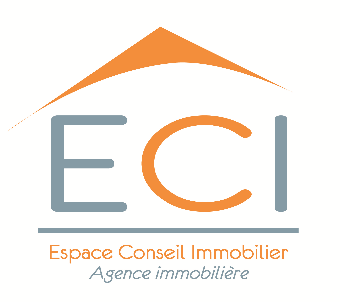 ECI
Espace Conseil Immobilier
Agence immobilière